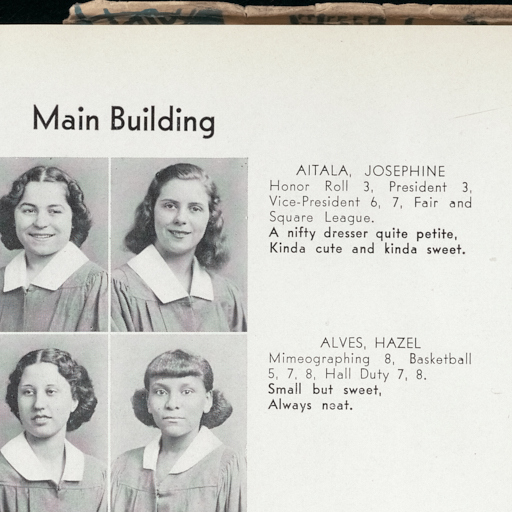 Main Building
AITALA, JOSEPHINE
Honor Roll 3, President 3,
Vice-President 6, 7, Fair and
Square League.
A nifty dresser quite petite,
Kinda cute and kinda sweet.
ALVES, HAZEL
Mimeographing 8, Basketball
5, 7, 8, Hall Duty 7, 8.
Small but sweet,
Always neat.